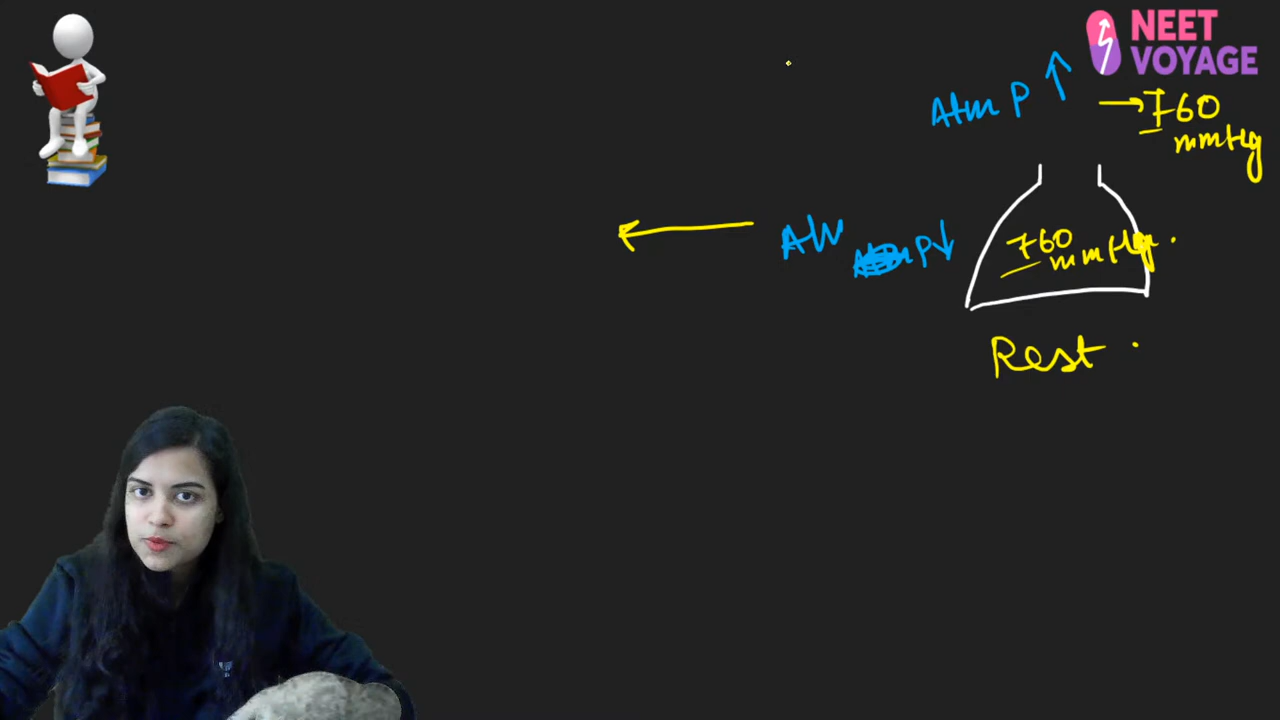 NEET
VOYAGE
Atm P ↑
→ 760
mmHg
Alv P↓
760
mmHg.
Rest